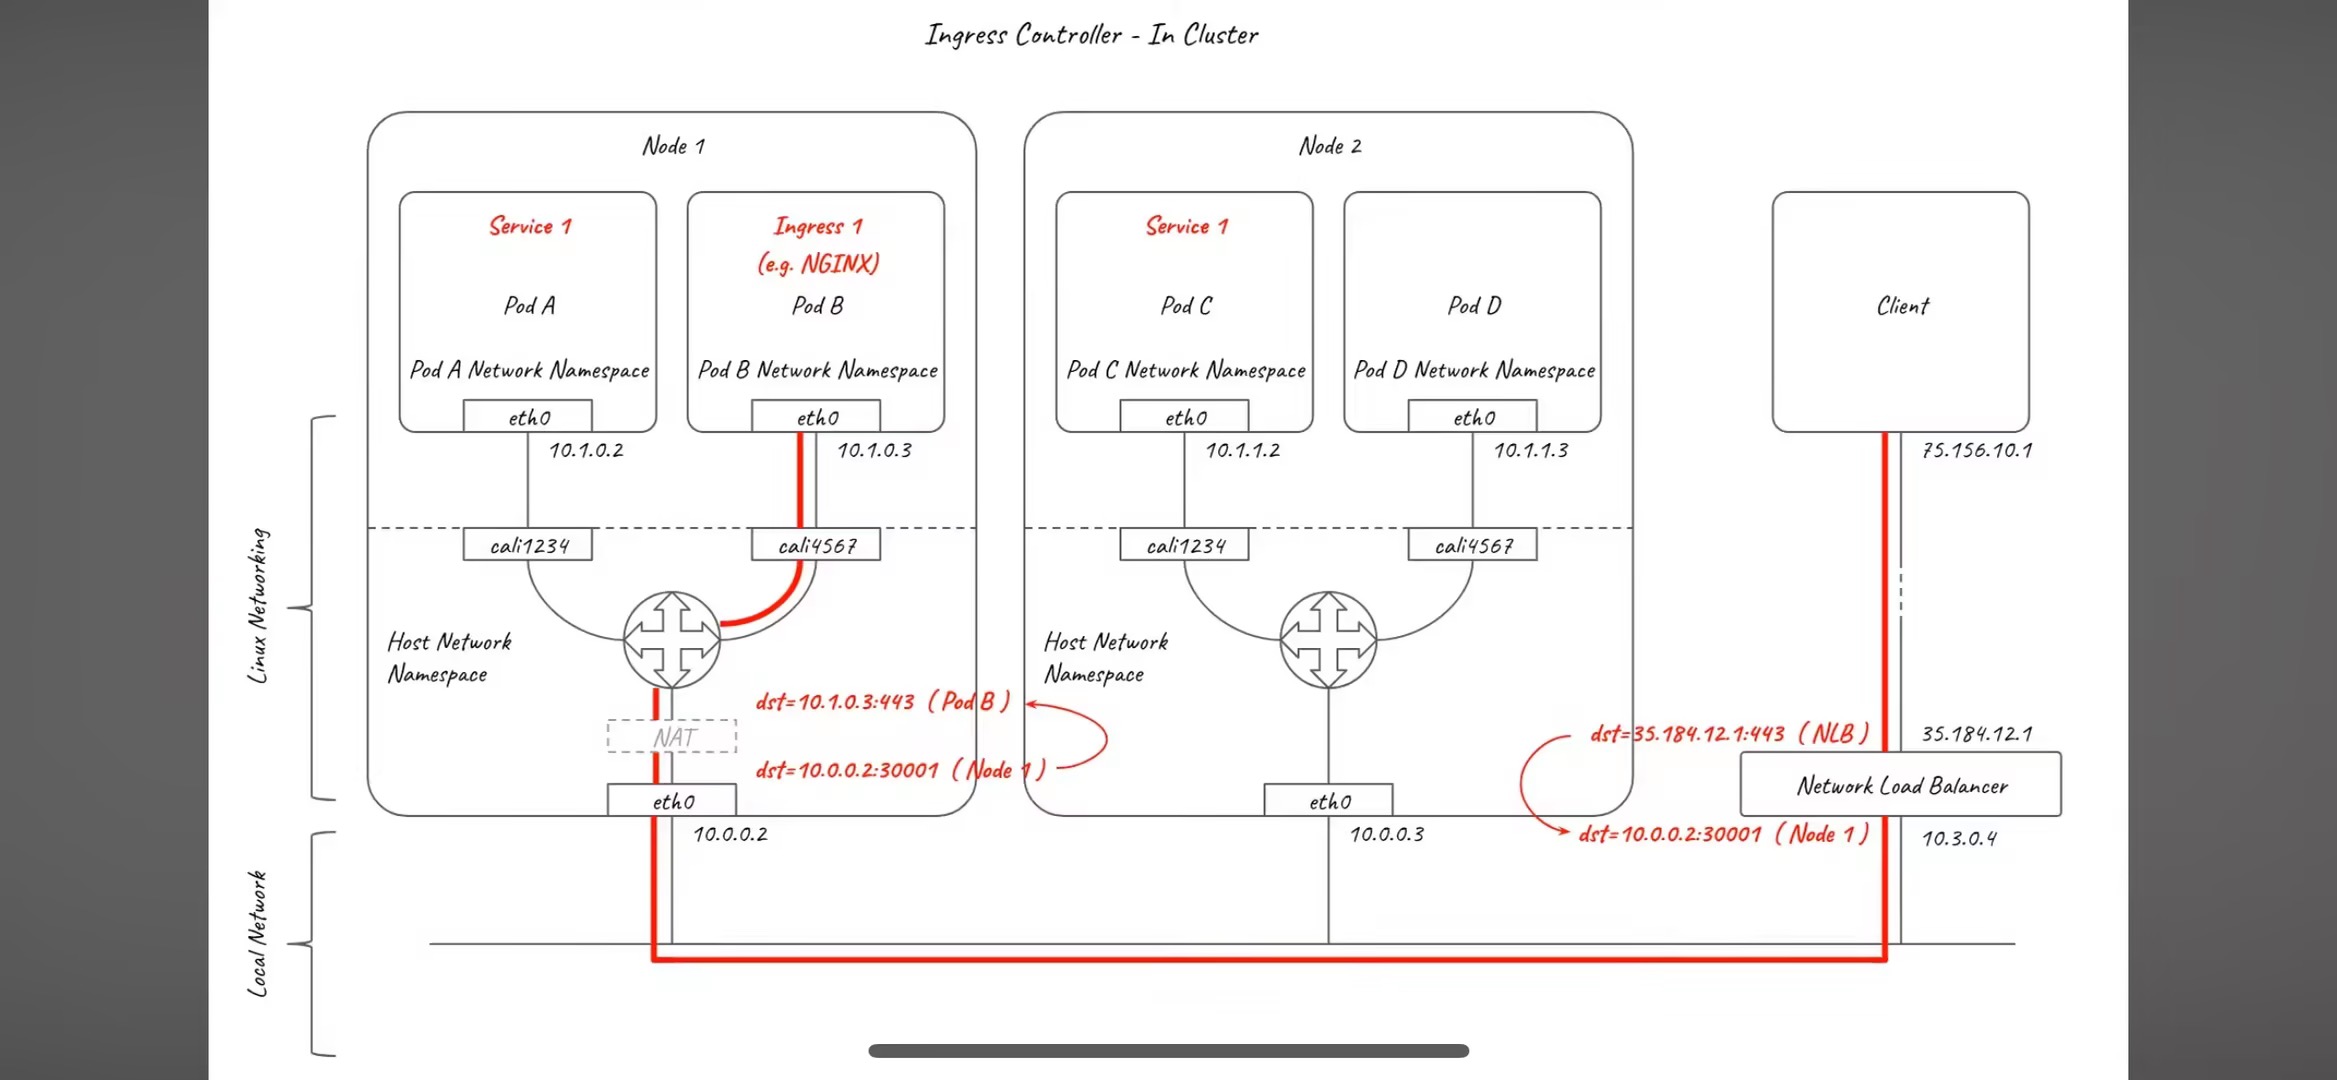 Ingress Controller - In Cluster
Node 1
Service 1
Pod A
Pod A Network Namespace
eth0
10.1.0.2
cali1234
Ingress 1
(e.g. NGINX)
Pod B
Pod B Network Namespace
eth0
10.1.0.3
cali4567
Host Network
Namespace
dst=10.1.0.3:443 (Pod B)
NAT
dst=10.0.0.2:30001 (Node 1)
eth0
10.0.0.2
Node 2
Service 1
Pod C
Pod C Network Namespace
eth0
10.1.1.2
cali1234
Pod D
Pod D Network Namespace
eth0
10.1.1.3
cali4567
Host Network
Namespace
eth0
10.0.0.3
Client
75.156.10.1
dst=35.184.12.1:443 (NLB)
35.184.12.1
Network Load Balancer
dst=10.0.0.2:30001 (Node 1)
10.3.0.4
Linux Networking
Local Network